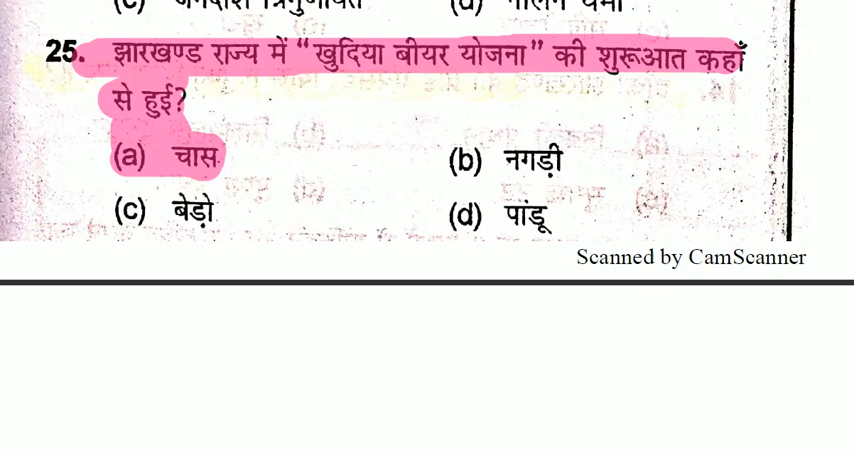 25. झारखण्ड राज्य में “खुदिया बीयर योजना” की शुरूआत कहाँ
से हुई?
(a) चास (b) नगड़ी
(c) बेड़ो (d) पांडू
Scanned by CamScanner